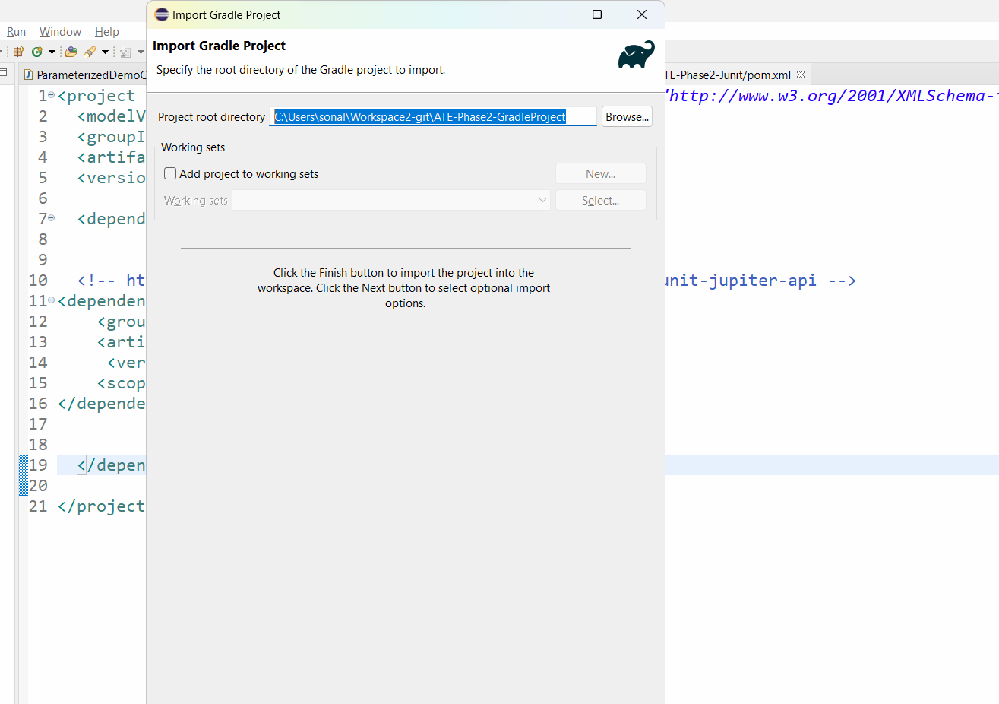 Import Gradle Project
Run Window Help
Import Gradle Project
Specify the root directory of the Gradle project to import.
ParameterizedDemoC
TE-Phase2-Junit/pom.xml
Project root directory C:\Users\sonal\Workspace2-git\ATE-Phase2-GradleProject Browse...
Working sets
Add project to working sets New...
Working sets Select...
Click the Finish button to import the project into the
workspace. Click the Next button to select optional import
options.
1 <project "http://www.w3.org/2001/XMLSchema-
2 <modelV
3 <groupI
4 <artifa
5 <versio
6
7 <depend
8
9
10 <!-- ht unit-jupiter-api -->
11 <dependen
12 <grou
13 <arti
14 <ver
15 <scop
16 </depende
17
18
19 </depen
20
21 </project